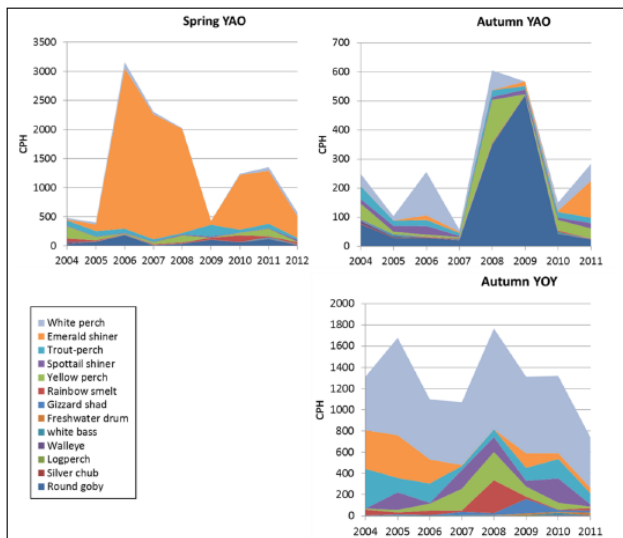 Spring YAO
3500
3000
2500
2000
1500
1000
500
0
CPH
2004 2005 2006 2007 2008 2009 2010 2011 2012
Autumn YAO
700
600
500
400
300
200
100
0
CPH
2004 2005 2006 2007 2008 2009 2010 2011
White perch
Emerald shiner
Trout-perch
Spottail shiner
Yellow perch
Rainbow smelt
Gizzard shad
Freshwater drum
white bass
Walleye
Logperch
Silver chub
Round goby
Autumn YOY
2000
1800
1600
1400
1200
1000
800
600
400
200
0
CPH
2004 2005 2006 2007 2008 2009 2010 2011